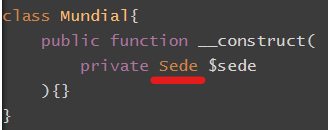 class Mundial{
public function __construct(
private Sede $sede
){}
}